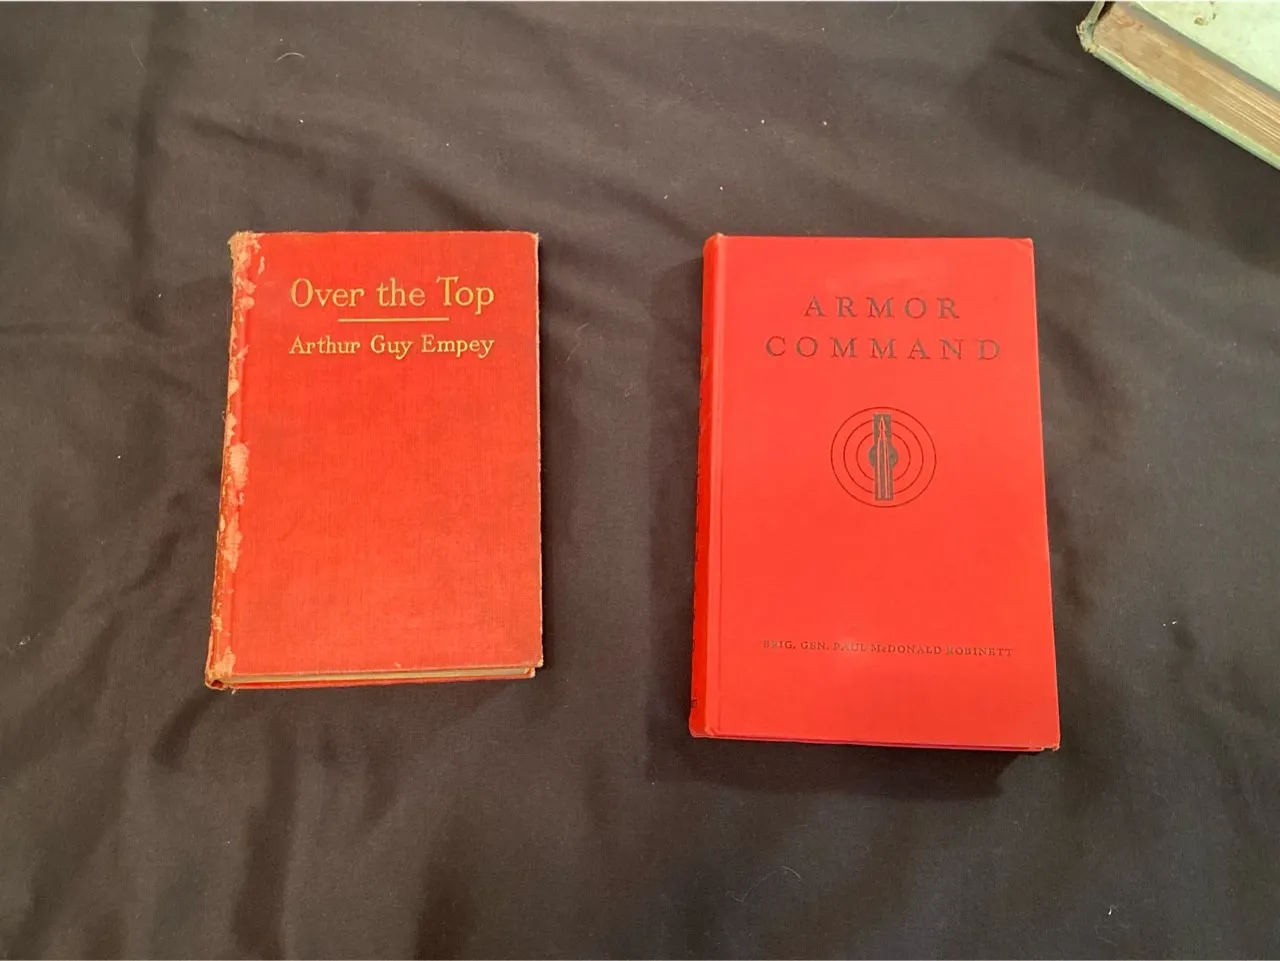 Over the Top
Arthur Guy Empey
ARMOR
COMMAND
BRIG. GEN. PAUL McDONALD ROBINETT